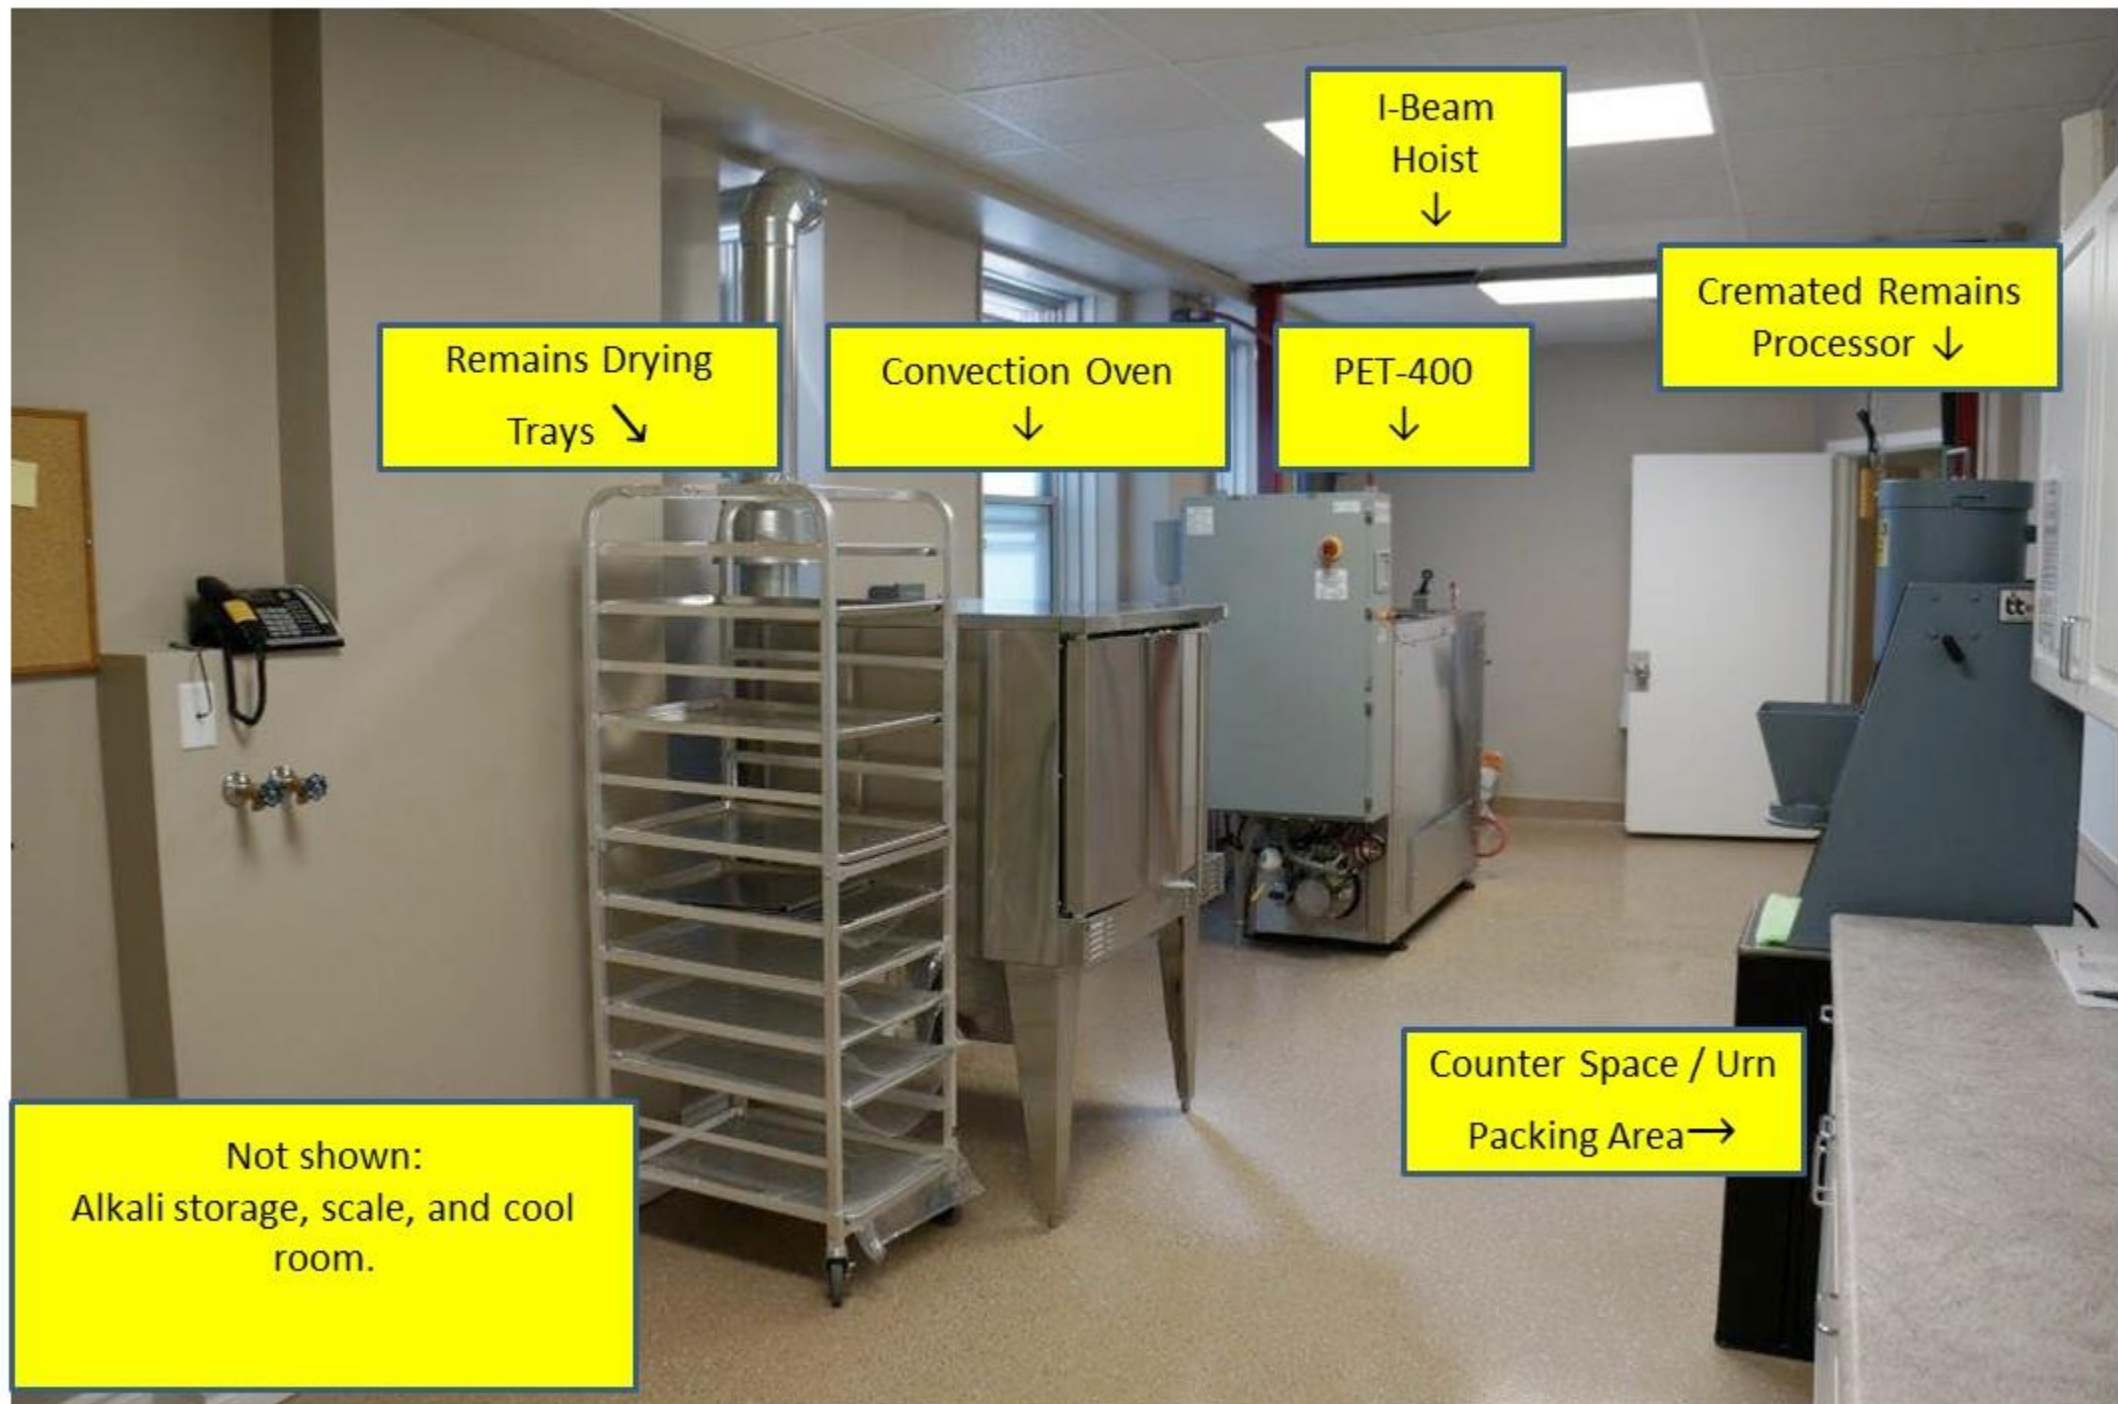 I-Beam
Hoist
↓
Cremated Remains
Processor ↓
Remains Drying
Trays ↘
Convection Oven
↓
PET-400
↓
tt
Counter Space / Urn
Packing Area→
Not shown:
Alkali storage, scale, and cool
room.